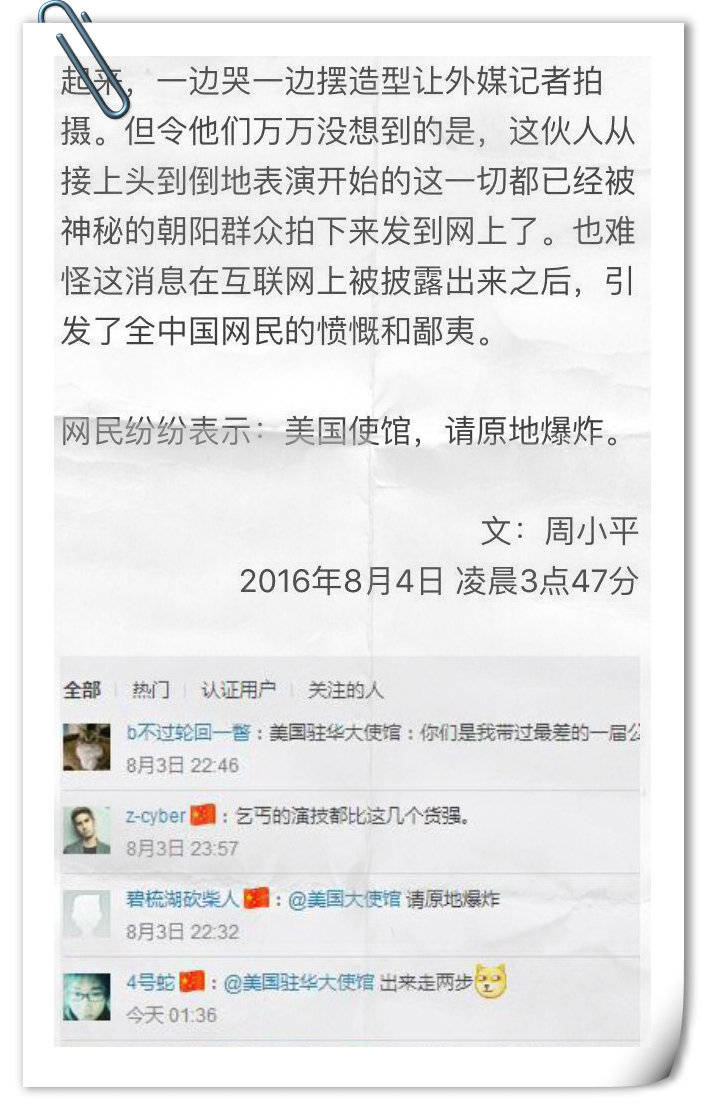 起来，一边哭一边摆造型让外媒记者拍
摄。但令他们万万没想到的是，这伙人从
接上头到倒地表演开始的这一切都已经被
神秘的朝阳群众拍下来发到网上了。也难
怪这消息在互联网上被披露出来之后，引
发了全中国网民的愤慨和鄙夷。
网民纷纷表示：美国使馆，请原地爆炸。
文：周小平
2016年8月4日 凌晨3点47分
全部 热门 认证用户 关注的人
b不过轮回一瞥：美国驻华大使馆：你们是我带过最差的一届公
8月3日 22:46
z-cyber：乞丐的演技都比这几个货强。
8月3日 23:57
碧梳湖砍柴人：@美国大使馆 请原地爆炸
8月3日 22:32
4号蛇：@美国驻华大使馆 出来走两步
今天 01:36